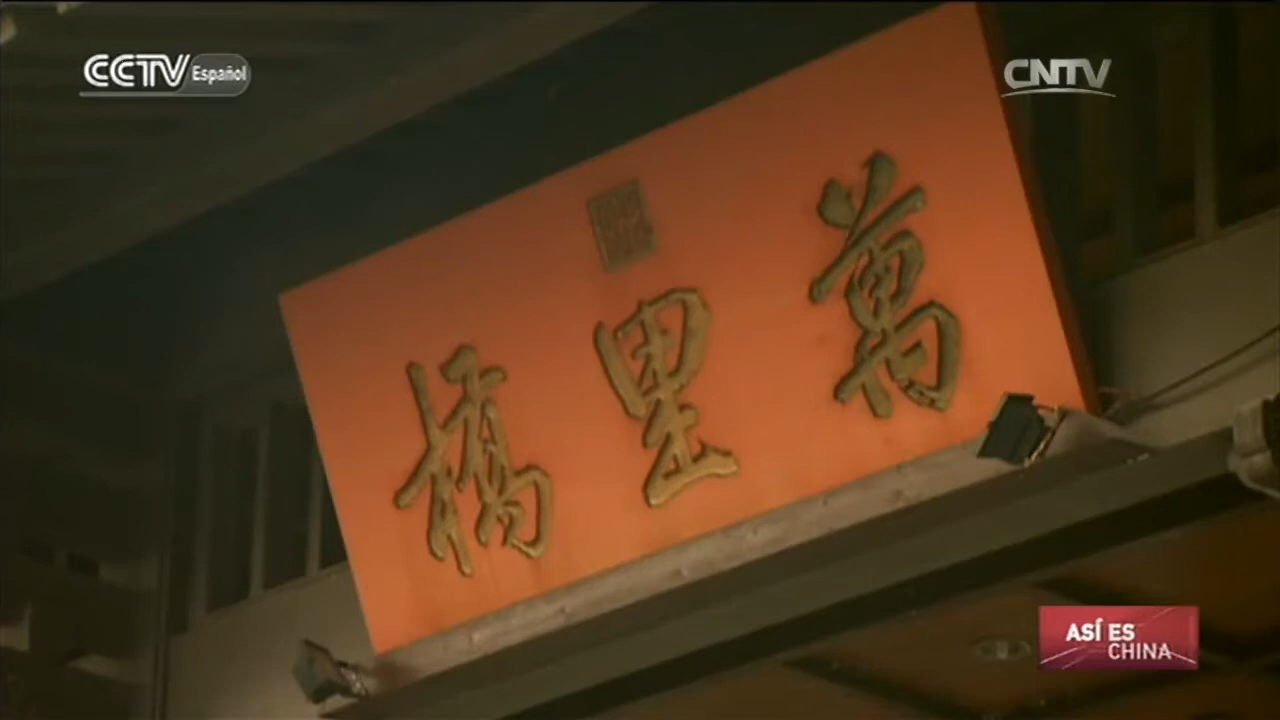 CCTV Español
CNTV
萬里橋
ASÍ ES
CHINA